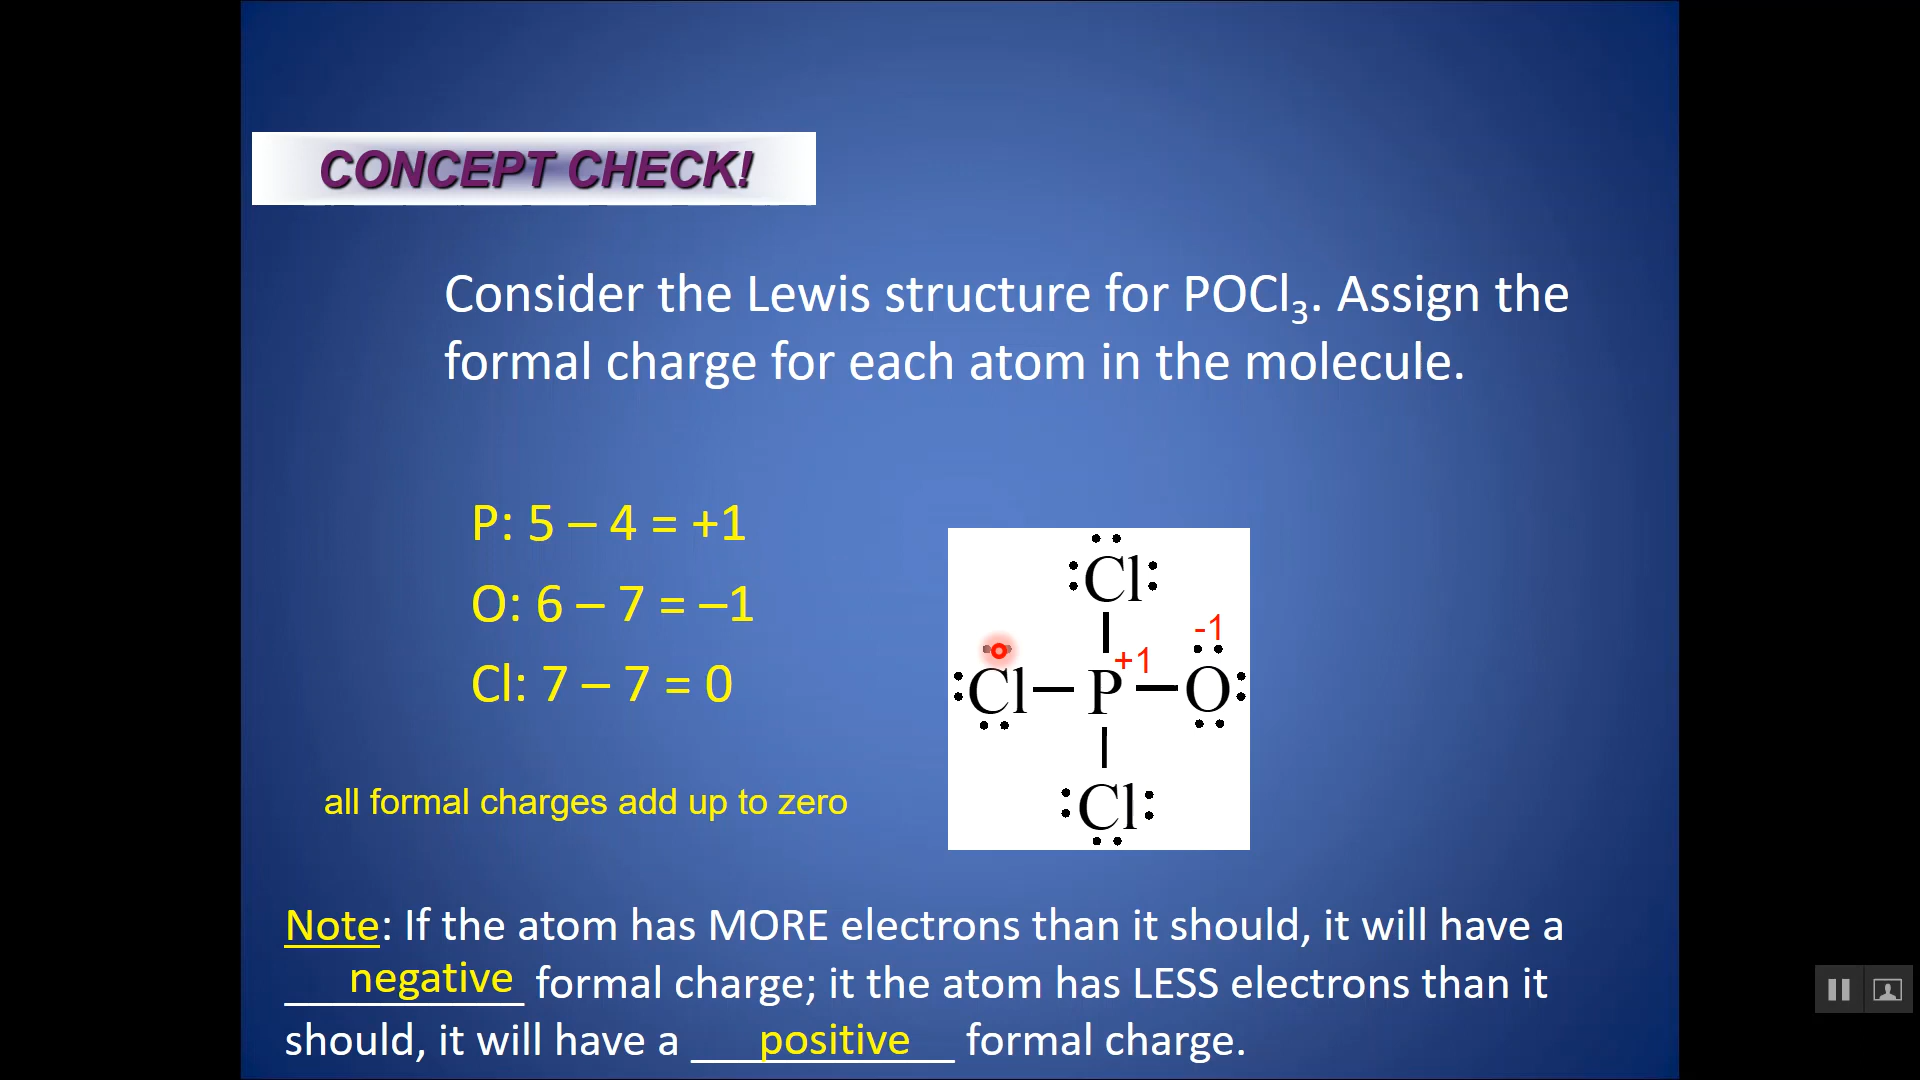 CONCEPT CHECK!
Consider the Lewis structure for POCl₃. Assign the
formal charge for each atom in the molecule.
P: 5 – 4 = +1
O: 6 – 7 = –1
Cl: 7 – 7 = 0
all formal charges add up to zero
Cl
-1
+1
Cl P O
Cl
Note: If the atom has MORE electrons than it should, it will have a
negative formal charge; it the atom has LESS electrons than it
should, it will have a positive formal charge.